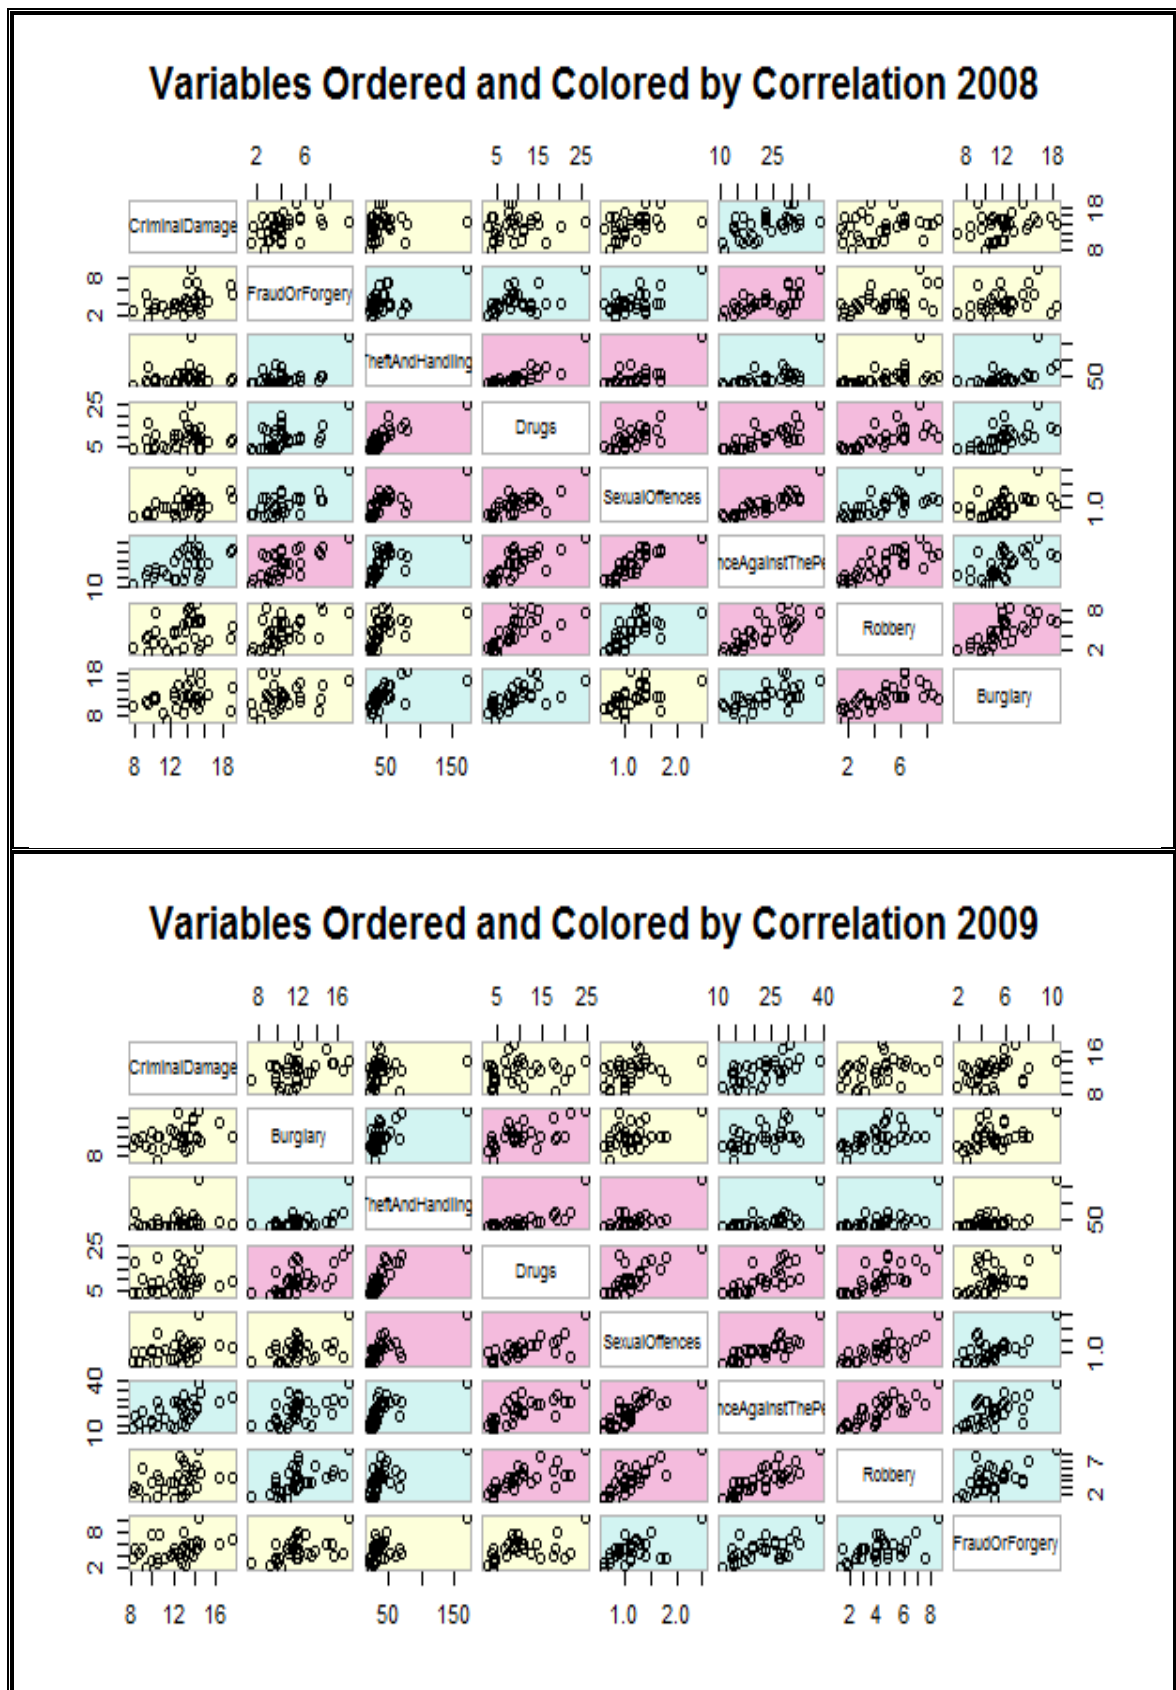 Variables Ordered and Colored by Correlation 2008
2 6 5 15 25 10 25 8 12 18
CriminalDamage
8 18
FraudOrForgery
2 8
TheftAndHandling
50
Drugs
5 25
SexualOffences
1.0
nceAgainstThePe
10
Robbery
2 8
Burglary
8 18
8 12 18 50 150 1.0 2.0 2 6
Variables Ordered and Colored by Correlation 2009
8 12 16 5 15 25 10 25 40 2 6 10
CriminalDamage
8 16
Burglary
8
TheftAndHandling
50
Drugs
5 25
SexualOffences
1.0
nceAgainstThePe
10 40
Robbery
2 7
FraudOrForgery
2 8
8 12 16 50 150 1.0 2.0 2 4 6 8